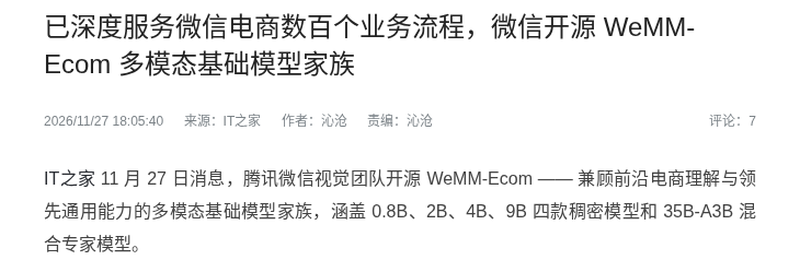 已深度服务微信电商数百个业务流程，微信开源 WeMM-
Ecom 多模态基础模型家族
2026/11/27 18:05:40 来源：IT之家 作者：沁沧 责编：沁沧 评论：7
IT之家 11 月 27 日消息，腾讯微信视觉团队开源 WeMM-Ecom —— 兼顾前沿电商理解与领
先通用能力的多模态基础模型家族，涵盖 0.8B、2B、4B、9B 四款稠密模型和 35B-A3B 混
合专家模型。